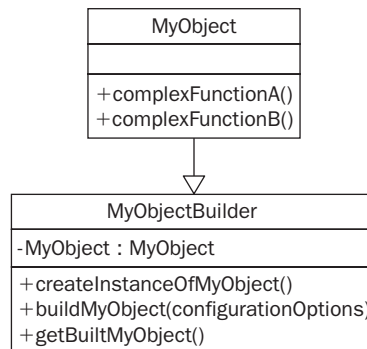 MyObject
+complexFunctionA()
+complexFunctionB()
MyObjectBuilder
-MyObject : MyObject
+createInstanceOfMyObject()
+buildMyObject(configurationOptions)
+getBuiltMyObject()